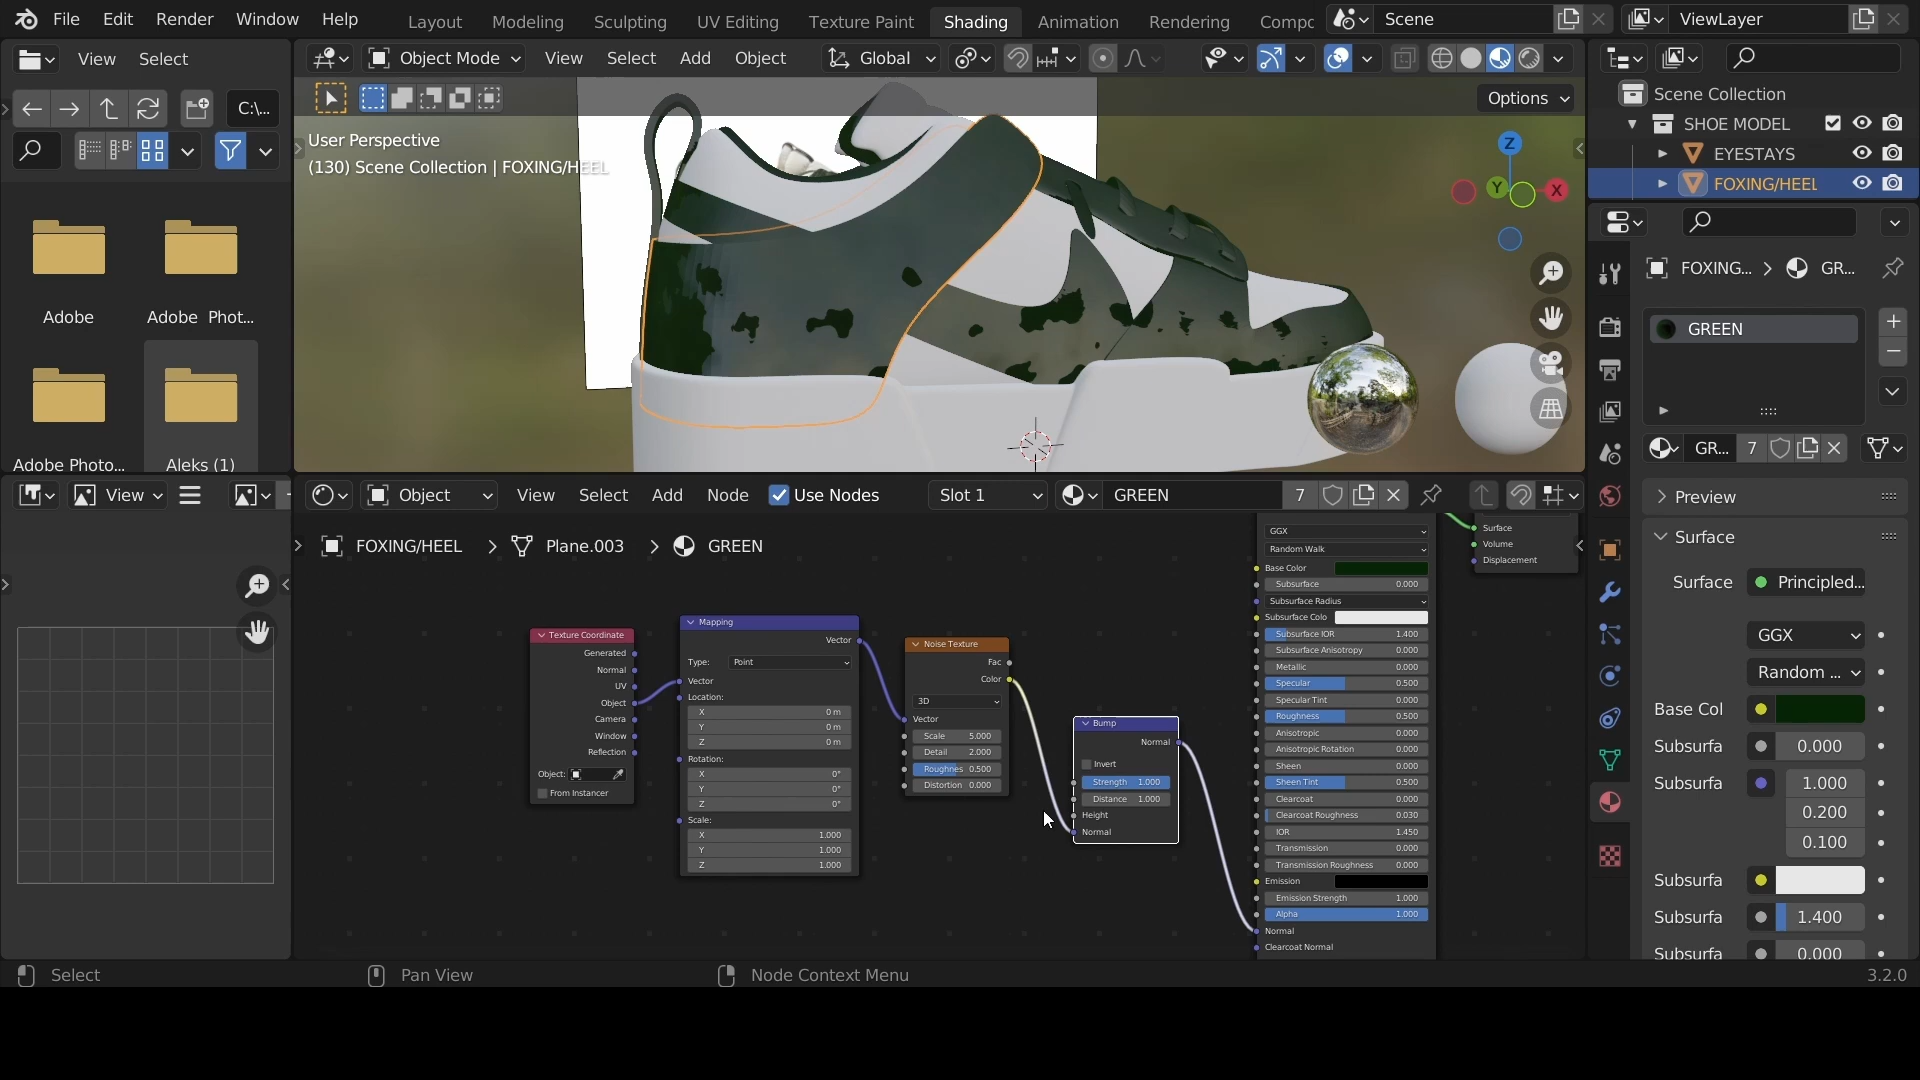 File Edit Render Window Help Layout Modeling Sculpting UV Editing Texture Paint Shading Animation Rendering Compc Scene ViewLayer
View Select
Object Mode View Select Add Object Global
C:\...
Options
User Perspective
(130) Scene Collection | FOXING/HEEL
Z
Y
X
Adobe
Adobe Phot...
Adobe Photo...
Aleks (1)
Scene Collection
SHOE MODEL
EYESTAYS
FOXING/HEEL
FOXING... > GR...
GREEN
GR... 7
Preview
Surface
Surface Principled...
GGX
Random ...
Base Col
Subsurfa 0.000
Subsurfa 1.000
0.200
0.100
Subsurfa
Subsurfa 1.400
Subsurfa 0.000
View
Object View Select Add Node Use Nodes Slot 1 GREEN 7
FOXING/HEEL > Plane.003 > GREEN
Texture Coordinate
Generated
Normal
UV
Object
Camera
Window
Reflection
Object:
From Instancer
Mapping
Vector
Type: Point
Vector
Location:
X 0 m
Y 0 m
Z 0 m
Rotation:
X 0°
Y 0°
Z 0°
Scale:
X 1.000
Y 1.000
Z 1.000
Noise Texture
Fac
Color
3D
Vector
Scale 5.000
Detail 2.000
Roughnes 0.500
Distortion 0.000
Bump
Normal
Invert
Strength 1.000
Distance 1.000
Height
Normal
GGX
Random Walk
Base Color
Subsurface 0.000
Subsurface Radius
Subsurface Colo
Subsurface IOR 1.400
Subsurface Anisotropy 0.000
Metallic 0.000
Specular 0.500
Specular Tint 0.000
Roughness 0.500
Anisotropic 0.000
Anisotropic Rotation 0.000
Sheen 0.000
Sheen Tint 0.500
Clearcoat 0.000
Clearcoat Roughness 0.030
IOR 1.450
Transmission 0.000
Transmission Roughness 0.000
Emission
Emission Strength 1.000
Alpha 1.000
Normal
Clearcoat Normal
Surface
Volume
Displacement
Select Pan View Node Context Menu 3.2.0